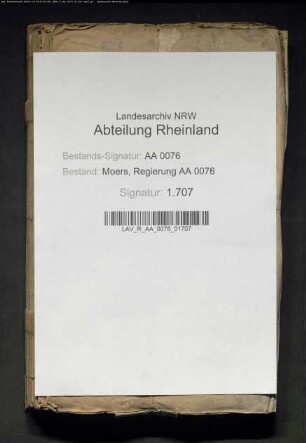 Landesarchiv NRW
Abteilung Rheinland
Bestands-Signatur: AA 0076
Bestand: Moers, Regierung AA 0076
Signatur: 1.707
LAV_R_AA_0076_01707